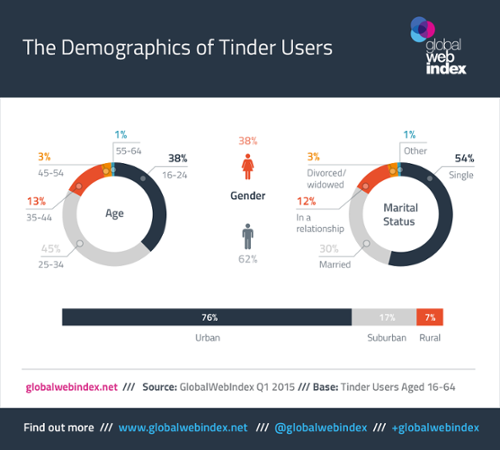 The Demographics of Tinder Users
global
web
index
1%
55-64
3%
45-54
38%
16-24
13%
35-44
Age
45%
25-34
38%
Gender
62%
1%
Other
3%
Divorced/
widowed
54%
Single
12%
In a
relationship
Marital
Status
30%
Married
76%
17%
7%
Urban
Suburban
Rural
globalwebindex.net /// Source: GlobalWebIndex Q1 2015 /// Base: Tinder Users Aged 16-64
Find out more /// www.globalwebindex.net /// @globalwebindex /// +globalwebindex